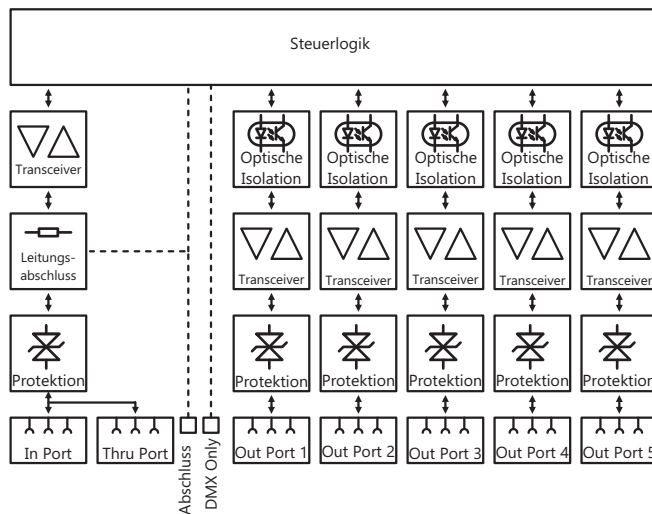 Steuerlogik
Transceiver
Optische
Isolation
Optische
Isolation
Optische
Isolation
Optische
Isolation
Optische
Isolation
Leitungs-
abschluss
Transceiver
Transceiver
Transceiver
Transceiver
Transceiver
Protektion
Protektion
Protektion
Protektion
Protektion
Protektion
In Port
Thru Port
Abschluss
DMX Only
Out Port 1
Out Port 2
Out Port 3
Out Port 4
Out Port 5